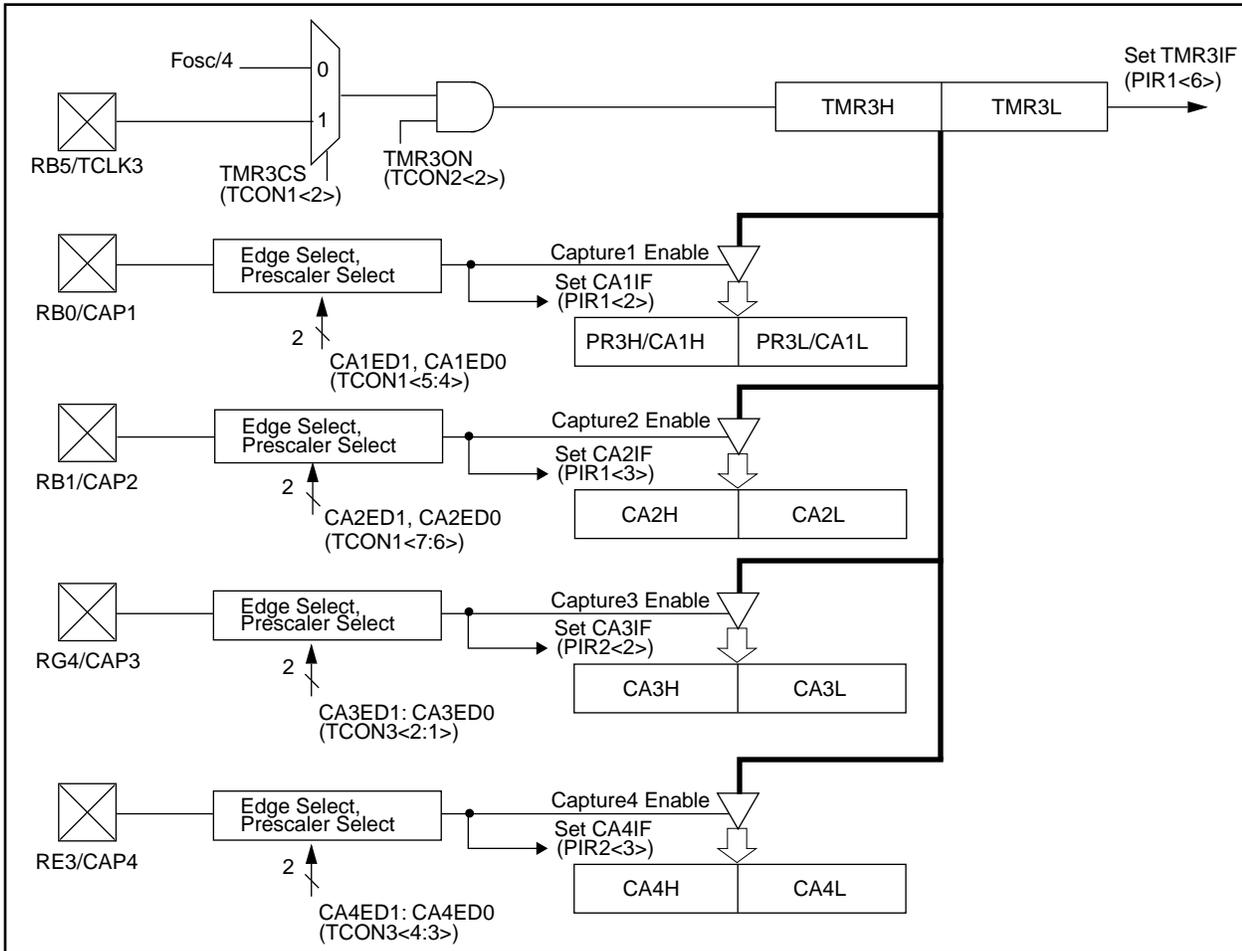 Fosc/4
0
1
RB5/TCLK3
TMR3CS
(TCON1<2>)
TMR3ON
(TCON2<2>)
TMR3H
TMR3L
Set TMR3IF
(PIR1<6>)
RB0/CAP1
Edge Select,
Prescaler Select
2
CA1ED1, CA1ED0
(TCON1<5:4>)
Capture1 Enable
Set CA1IF
(PIR1<2>)
PR3H/CA1H
PR3L/CA1L
RB1/CAP2
Edge Select,
Prescaler Select
2
CA2ED1, CA2ED0
(TCON1<7:6>)
Capture2 Enable
Set CA2IF
(PIR1<3>)
CA2H
CA2L
RG4/CAP3
Edge Select,
Prescaler Select
2
CA3ED1: CA3ED0
(TCON3<2:1>)
Capture3 Enable
Set CA3IF
(PIR2<2>)
CA3H
CA3L
RE3/CAP4
Edge Select,
Prescaler Select
2
CA4ED1: CA4ED0
(TCON3<4:3>)
Capture4 Enable
Set CA4IF
(PIR2<3>)
CA4H
CA4L